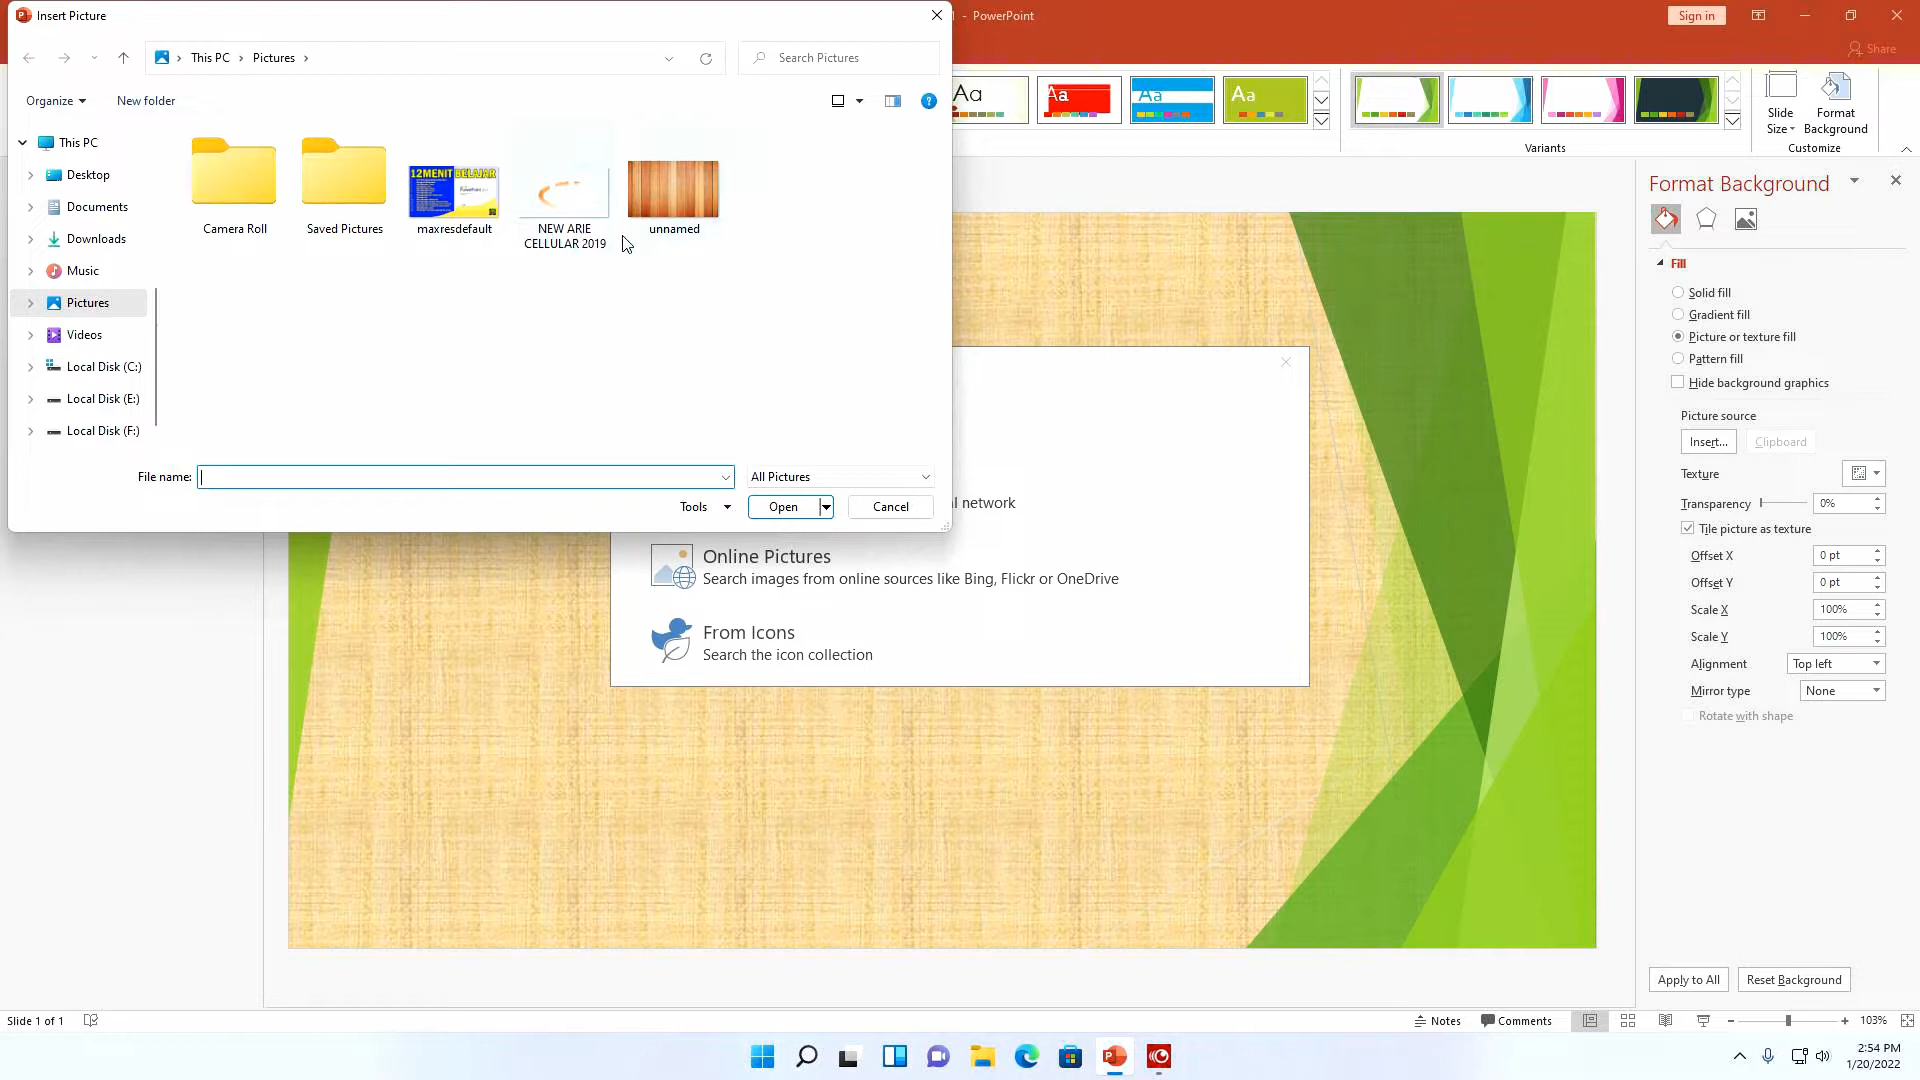 Insert Picture
- PowerPoint
Sign in
Share
This PC
Pictures
Search Pictures
Organize
New folder
Aa
Aa
Aa
Aa
Slide
Size
Format
Background
Variants
Customize
This PC
Desktop
Documents
Downloads
Music
Pictures
Videos
Local Disk (C:)
Local Disk (E:)
Local Disk (F:)
12MENIT BELAJAR
Camera Roll
Saved Pictures
maxresdefault
NEW ARIE
CELLULAR 2019
unnamed
File name:
All Pictures
Tools
Open
Cancel
l network
Online Pictures
Search images from online sources like Bing, Flickr or OneDrive
From Icons
Search the icon collection
Format Background
Fill
Solid fill
Gradient fill
Picture or texture fill
Pattern fill
Hide background graphics
Picture source
Insert...
Clipboard
Texture
Transparency
0%
Tile picture as texture
Offset X
0 pt
Offset Y
0 pt
Scale X
100%
Scale Y
100%
Alignment
Top left
Mirror type
None
Rotate with shape
Apply to All
Reset Background
Slide 1 of 1
Notes
Comments
103%
2:54 PM
1/20/2022